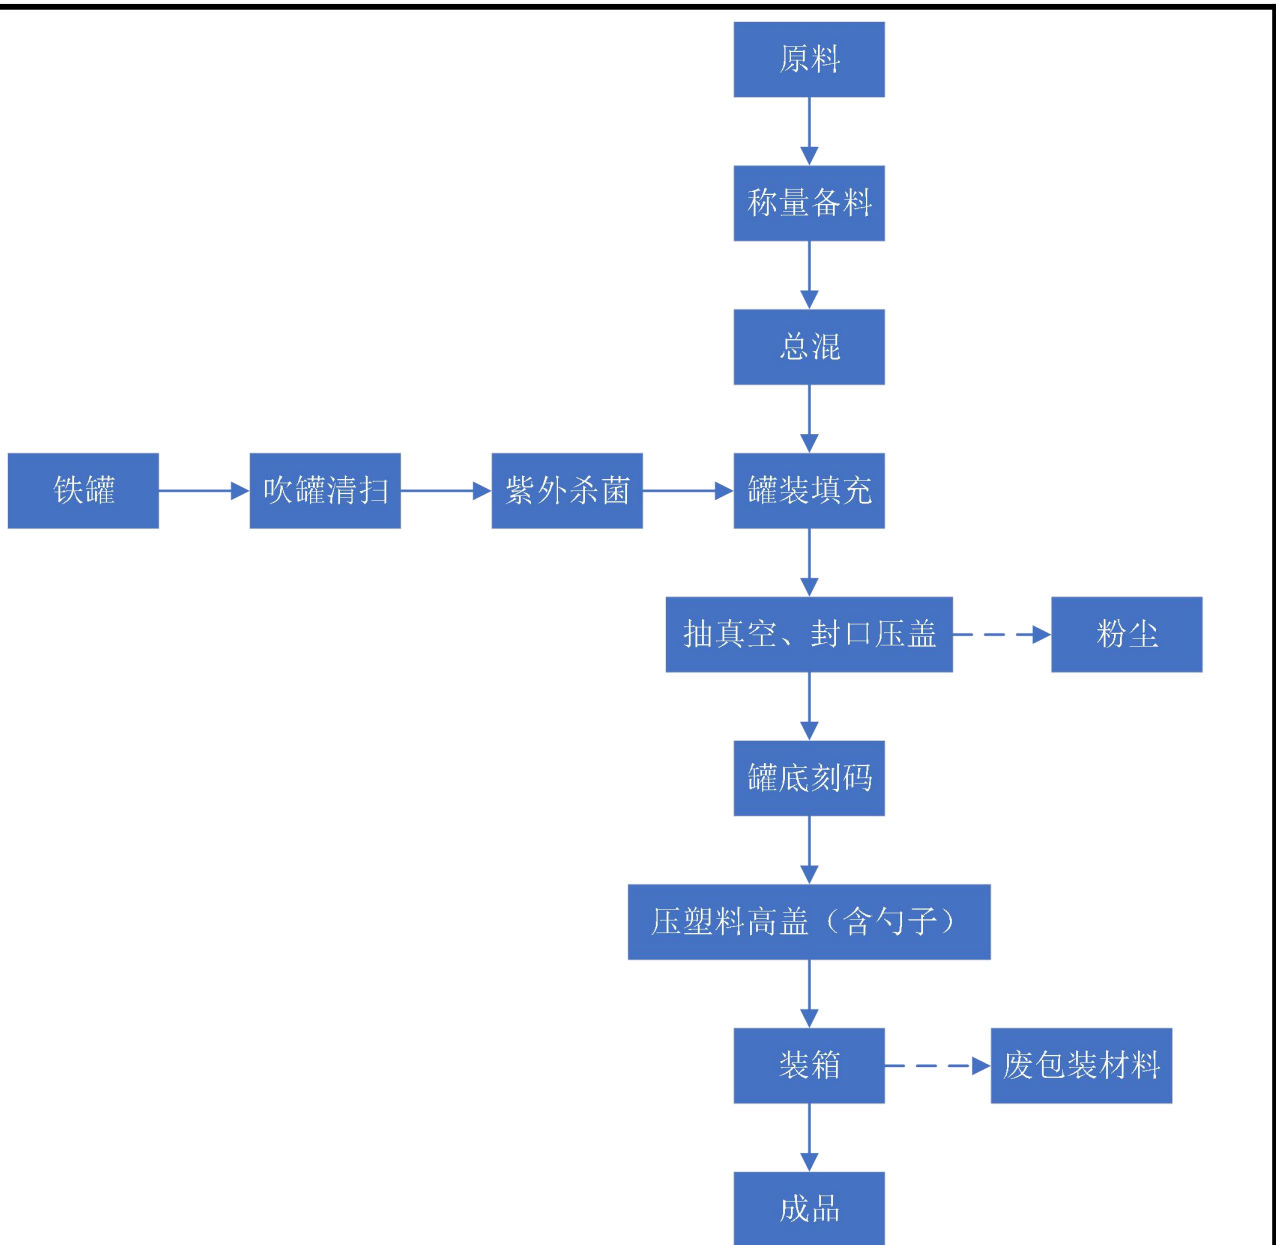 原料
称量备料
总混
铁罐
吹罐清扫
紫外杀菌
罐装填充
抽真空、封口压盖
粉尘
罐底刻码
压塑料高盖（含勺子）
装箱
废包装材料
成品